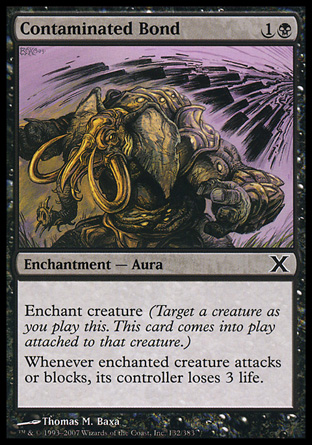 Contaminated Bond 1
Enchantment — Aura X
Enchant creature (Target a creature as
you play this. This card comes into play
attached to that creature.)
Whenever enchanted creature attacks
or blocks, its controller loses 3 life.
Thomas M. Baxa
™ & © 1993–2007 Wizards of the Coast, Inc. 132/383